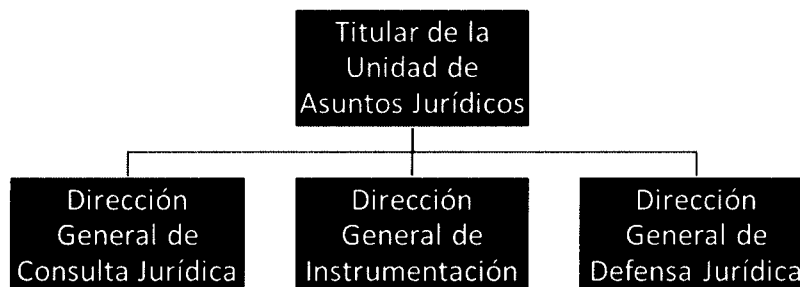 Titular de la
Unidad de
Asuntos Jurídicos
Dirección
General de
Consulta Jurídica
Dirección
General de
Instrumentación
Dirección
General de
Defensa Jurídica